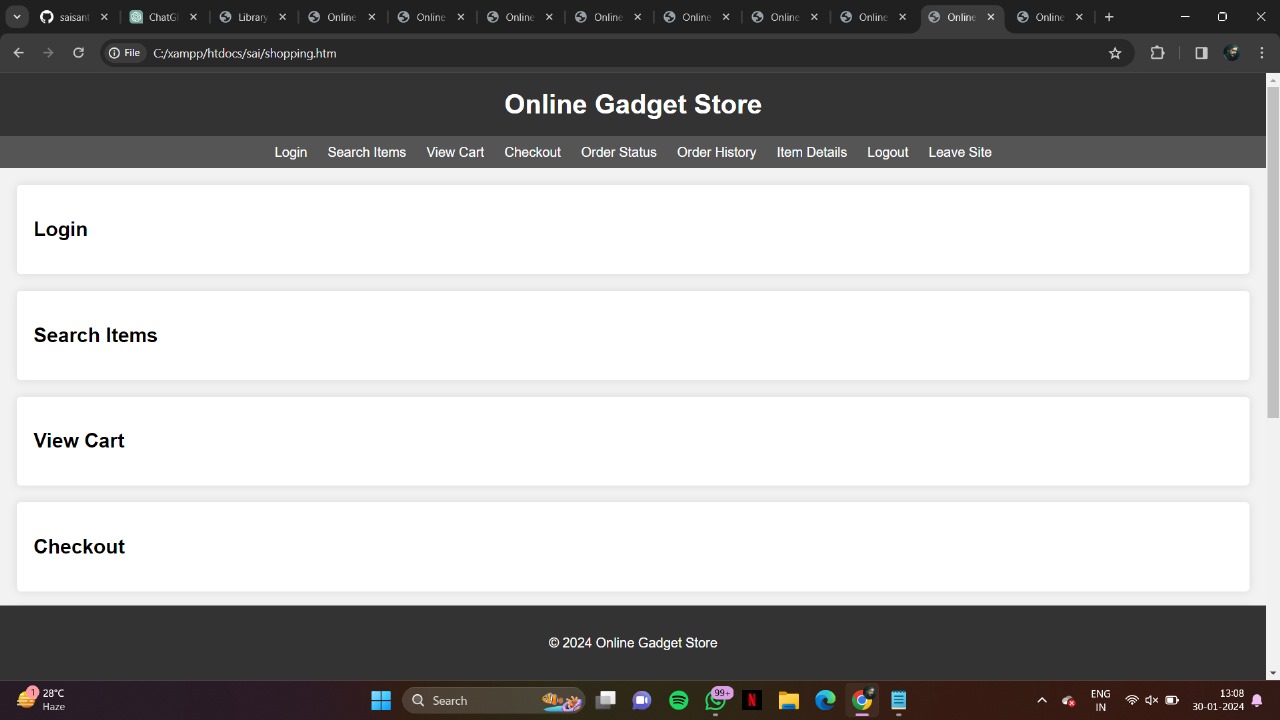 saisant
ChatG
Library
Online
Online
Online
Online
Online
Online
Online
Online
Online
File
C:/xampp/htdocs/sai/shopping.htm
Online Gadget Store
Login Search Items View Cart Checkout Order Status Order History Item Details Logout Leave Site
Login
Search Items
View Cart
Checkout
© 2024 Online Gadget Store
1
28°C
Haze
Search
99+
N
ENG
IN
13:08
30-01-2024